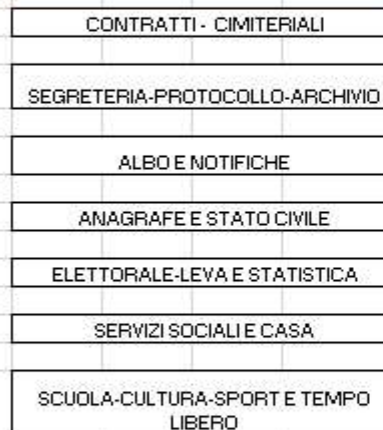 CONTRATTI - CIMITERIALI
SEGRETERIA-PROTOCOLLO-ARCHIVIO
ALBO E NOTIFICHE
ANAGRAFE E STATO CIVILE
ELETTORALE-LEVA E STATISTICA
SERVIZI SOCIALI E CASA
SCUOLA-CULTURA-SPORT E TEMPO
LIBERO